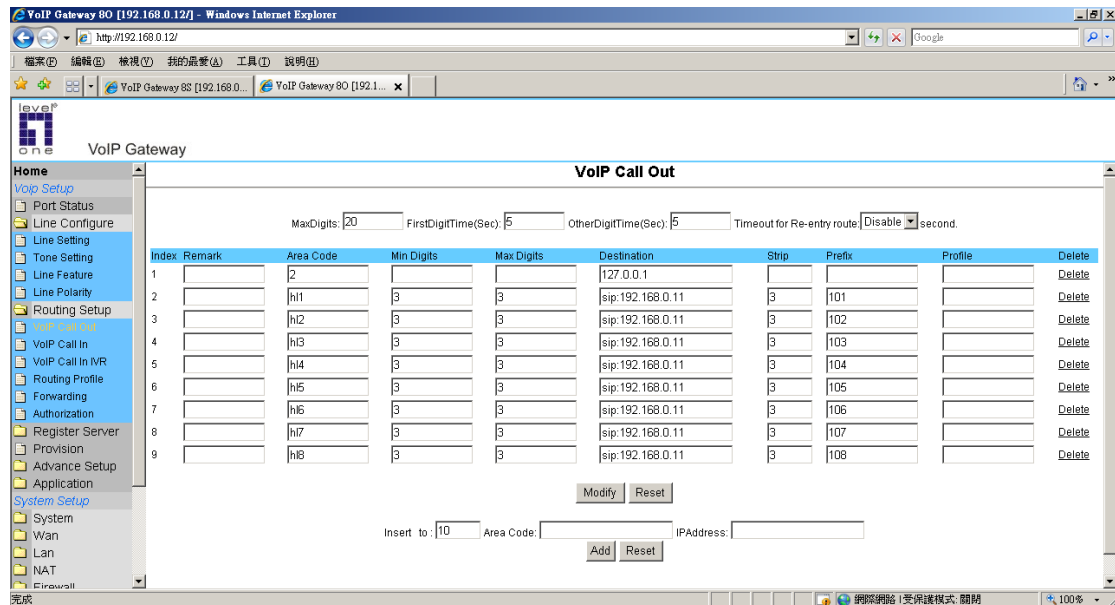 VoIP Gateway 8O [192.168.0.12/] - Windows Internet Explorer
http://192.168.0.12/
Google
檔案(F) 編輯(E) 檢視(V) 我的最愛(A) 工具(T) 說明(H)
VoIP Gateway 8S [192.168.0... VoIP Gateway 8O [192.1...
level
one
VoIP Gateway
Home
Voip Setup
Port Status
Line Configure
Line Setting
Tone Setting
Line Feature
Line Polarity
Routing Setup
VoIP Call Out
VoIP Call In
VoIP Call In IVR
Routing Profile
Forwarding
Authorization
Register Server
Provision
Advance Setup
Application
System Setup
System
Wan
Lan
NAT
Firewall
VoIP Call Out
MaxDigits: 20 FirstDigitTime(Sec): 5 OtherDigitTime(Sec): 5 Timeout for Re-entry route: Disable second.
Index Remark Area Code Min Digits Max Digits Destination Strip Prefix Profile Delete
1 2 127.0.0.1 Delete
2 hl1 3 3 sip:192.168.0.11 3 101 Delete
3 hl2 3 3 sip:192.168.0.11 3 102 Delete
4 hl3 3 3 sip:192.168.0.11 3 103 Delete
5 hl4 3 3 sip:192.168.0.11 3 104 Delete
6 hl5 3 3 sip:192.168.0.11 3 105 Delete
7 hl6 3 3 sip:192.168.0.11 3 106 Delete
8 hl7 3 3 sip:192.168.0.11 3 107 Delete
9 hl8 3 3 sip:192.168.0.11 3 108 Delete
Modify Reset
Insert to : 10 Area Code: IPAddress:
Add Reset
完成 網際網路 | 受保護模式: 關閉 100%